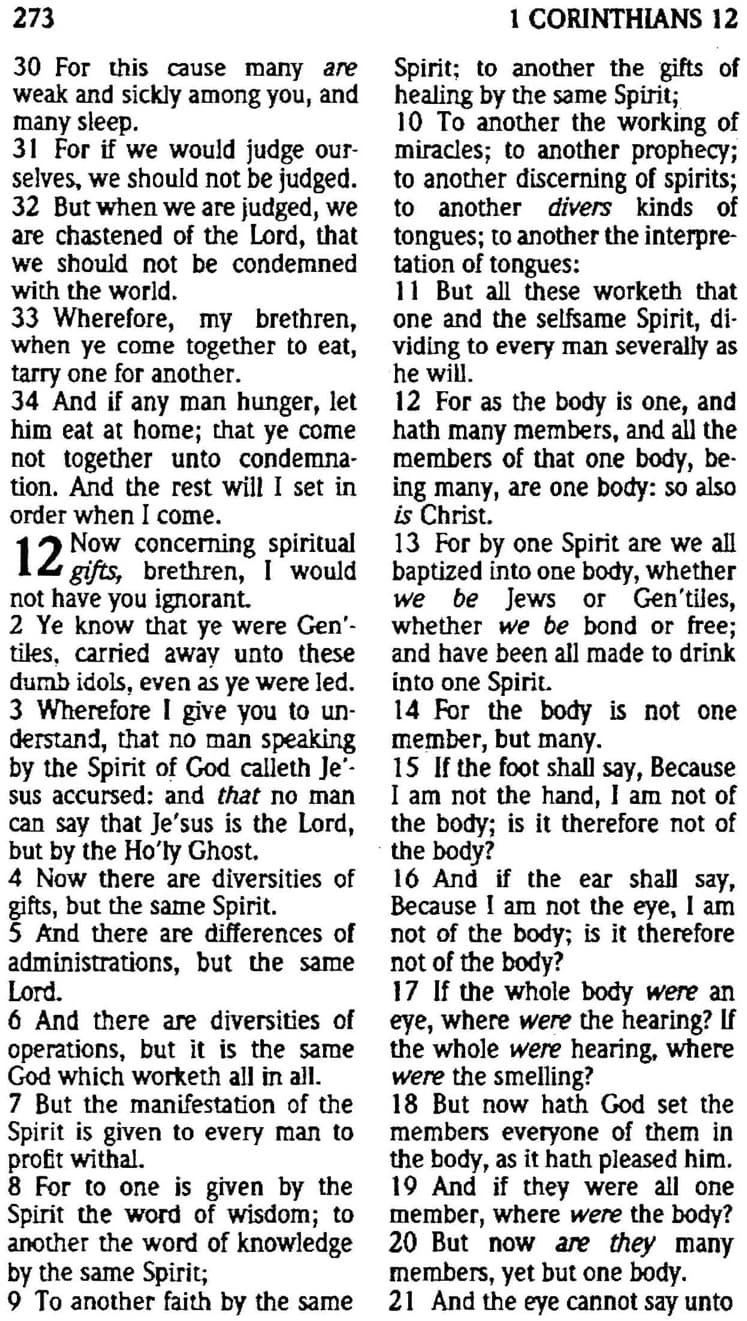 273
1 CORINTHIANS 12
30 For this cause many are
weak and sickly among you, and
many sleep.
31 For if we would judge our-
selves, we should not be judged.
32 But when we are judged, we
are chastened of the Lord, that
we should not be condemned
with the world.
33 Wherefore, my brethren,
when ye come together to eat,
tarry one for another.
34 And if any man hunger, let
him eat at home; that ye come
not together unto condemna-
tion. And the rest will I set in
order when I come.
12 Now concerning spiritual
gifts, brethren, I would
not have you ignorant.
2 Ye know that ye were Gen'-
tiles, carried away unto these
dumb idols, even as ye were led.
3 Wherefore I give you to un-
derstand, that no man speaking
by the Spirit of God calleth Je'-
sus accursed: and that no man
can say that Je'sus is the Lord,
but by the Ho'ly Ghost.
4 Now there are diversities of
gifts, but the same Spirit.
5 And there are differences of
administrations, but the same
Lord.
6 And there are diversities of
operations, but it is the same
God which worketh all in all.
7 But the manifestation of the
Spirit is given to every man to
profit withal.
8 For to one is given by the
Spirit the word of wisdom; to
another the word of knowledge
by the same Spirit;
9 To another faith by the same
Spirit; to another the gifts of
healing by the same Spirit;
10 To another the working of
miracles; to another prophecy;
to another discerning of spirits;
to another divers kinds of
tongues; to another the interpre-
tation of tongues:
11 But all these worketh that
one and the selfsame Spirit, di-
viding to every man severally as
he will.
12 For as the body is one, and
hath many members, and all the
members of that one body, be-
ing many, are one body: so also
is Christ.
13 For by one Spirit are we all
baptized into one body, whether
we be Jews or Gen'tiles,
whether we be bond or free;
and have been all made to drink
into one Spirit.
14 For the body is not one
member, but many.
15 If the foot shall say, Because
I am not the hand, I am not of
the body; is it therefore not of
the body?
16 And if the ear shall say,
Because I am not the eye, I am
not of the body; is it therefore
not of the body?
17 If the whole body were an
eye, where were the hearing? If
the whole were hearing, where
were the smelling?
18 But now hath God set the
members everyone of them in
the body, as it hath pleased him.
19 And if they were all one
member, where were the body?
20 But now are they many
members, yet but one body.
21 And the eye cannot say unto